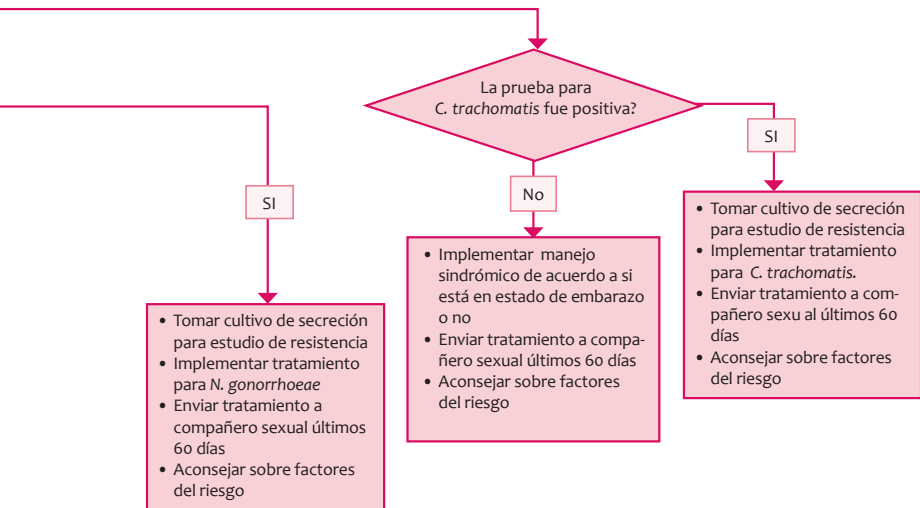 La prueba para
C. trachomatis fue positiva?
SI
No
SI
• Tomar cultivo de secreción
para estudio de resistencia
• Implementar tratamiento
para C. trachomatis.
• Enviar tratamiento a com-
pañero sexu al últimos 60
días
• Aconsejar sobre factores
del riesgo
• Implementar manejo
sindrómico de acuerdo a si
está en estado de embarazo
o no
• Enviar tratamiento a compa-
ñero sexual últimos 60 días
• Aconsejar sobre factores
del riesgo
• Tomar cultivo de secreción
para estudio de resistencia
• Implementar tratamiento
para N. gonorrhoeae
• Enviar tratamiento a
compañero sexual últimos
60 días
• Aconsejar sobre factores
del riesgo